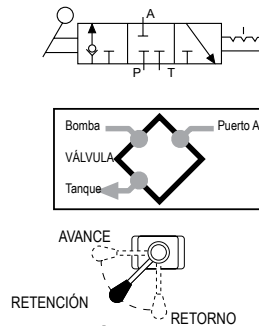 A
P T
Bomba Puerto A
VÁLVULA
Tanque
AVANCE
RETENCIÓN
RETORNO